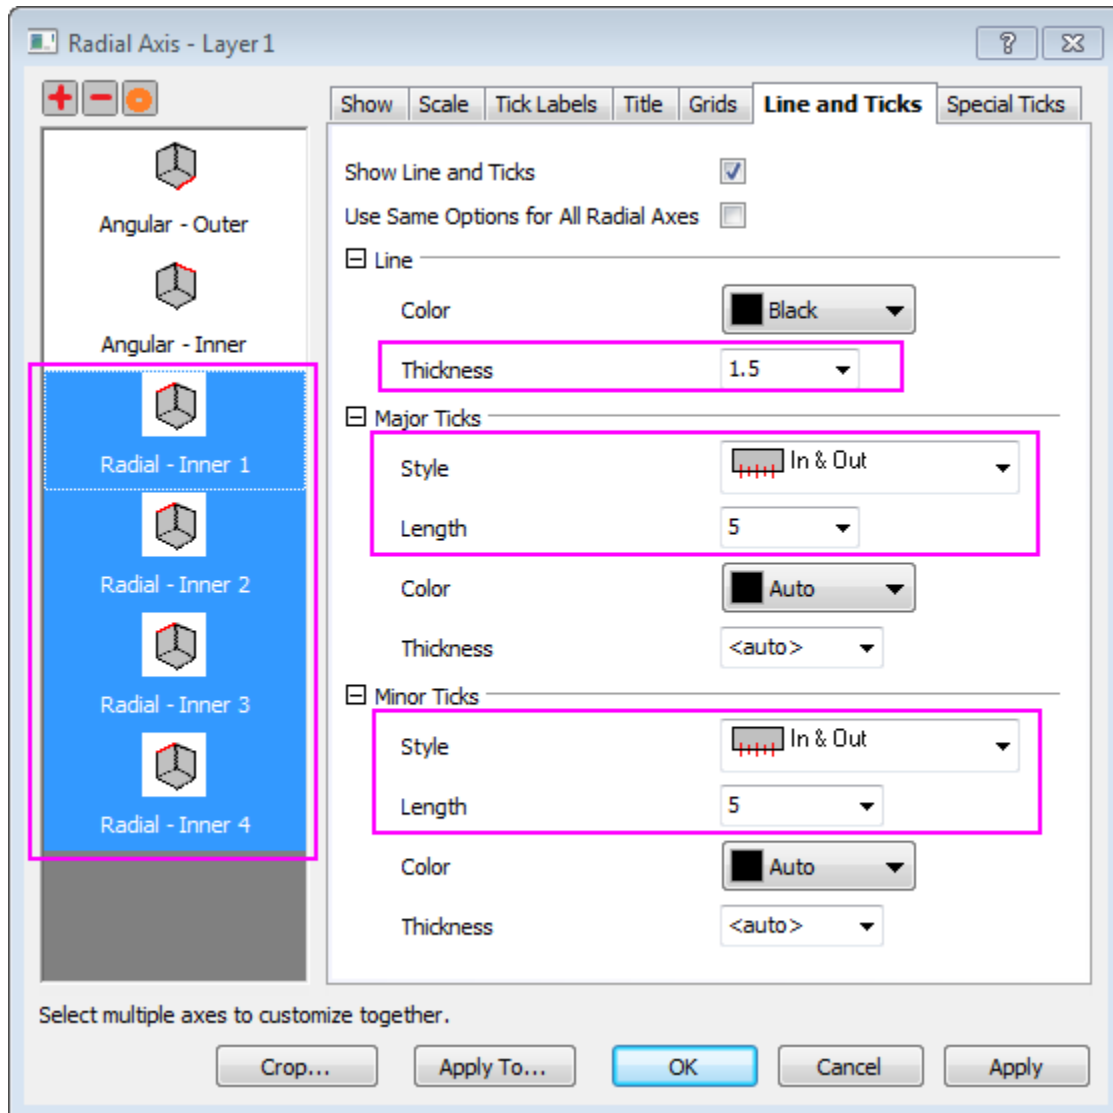 Radial Axis - Layer 1
Show Scale Tick Labels Title Grids Line and Ticks Special Ticks
Angular - Outer
Angular - Inner
Radial - Inner 1
Radial - Inner 2
Radial - Inner 3
Radial - Inner 4
Show Line and Ticks
Use Same Options for All Radial Axes
Line
Color Black
Thickness 1.5
Major Ticks
Style In & Out
Length 5
Color Auto
Thickness <auto>
Minor Ticks
Style In & Out
Length 5
Color Auto
Thickness <auto>
Select multiple axes to customize together.
Crop... Apply To... OK Cancel Apply